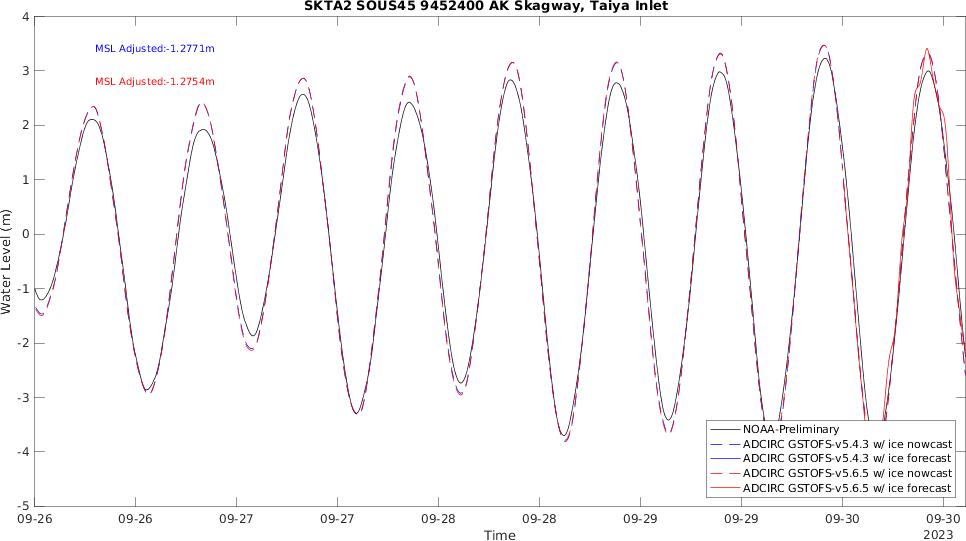 SKTA2 SOUS45 9452400 AK Skagway, Taiya Inlet
MSL Adjusted:-1.2771m
MSL Adjusted:-1.2754m
4
3
2
1
0
-1
-2
-3
-4
-5
Water Level (m)
NOAA-Preliminary
ADCIRC GSTOFS-v5.4.3 w/ ice nowcast
ADCIRC GSTOFS-v5.4.3 w/ ice forecast
ADCIRC GSTOFS-v5.6.5 w/ ice nowcast
ADCIRC GSTOFS-v5.6.5 w/ ice forecast
09-26 09-26 09-27 09-27 09-28 09-28 09-29 09-29 09-30 09-30
2023
Time